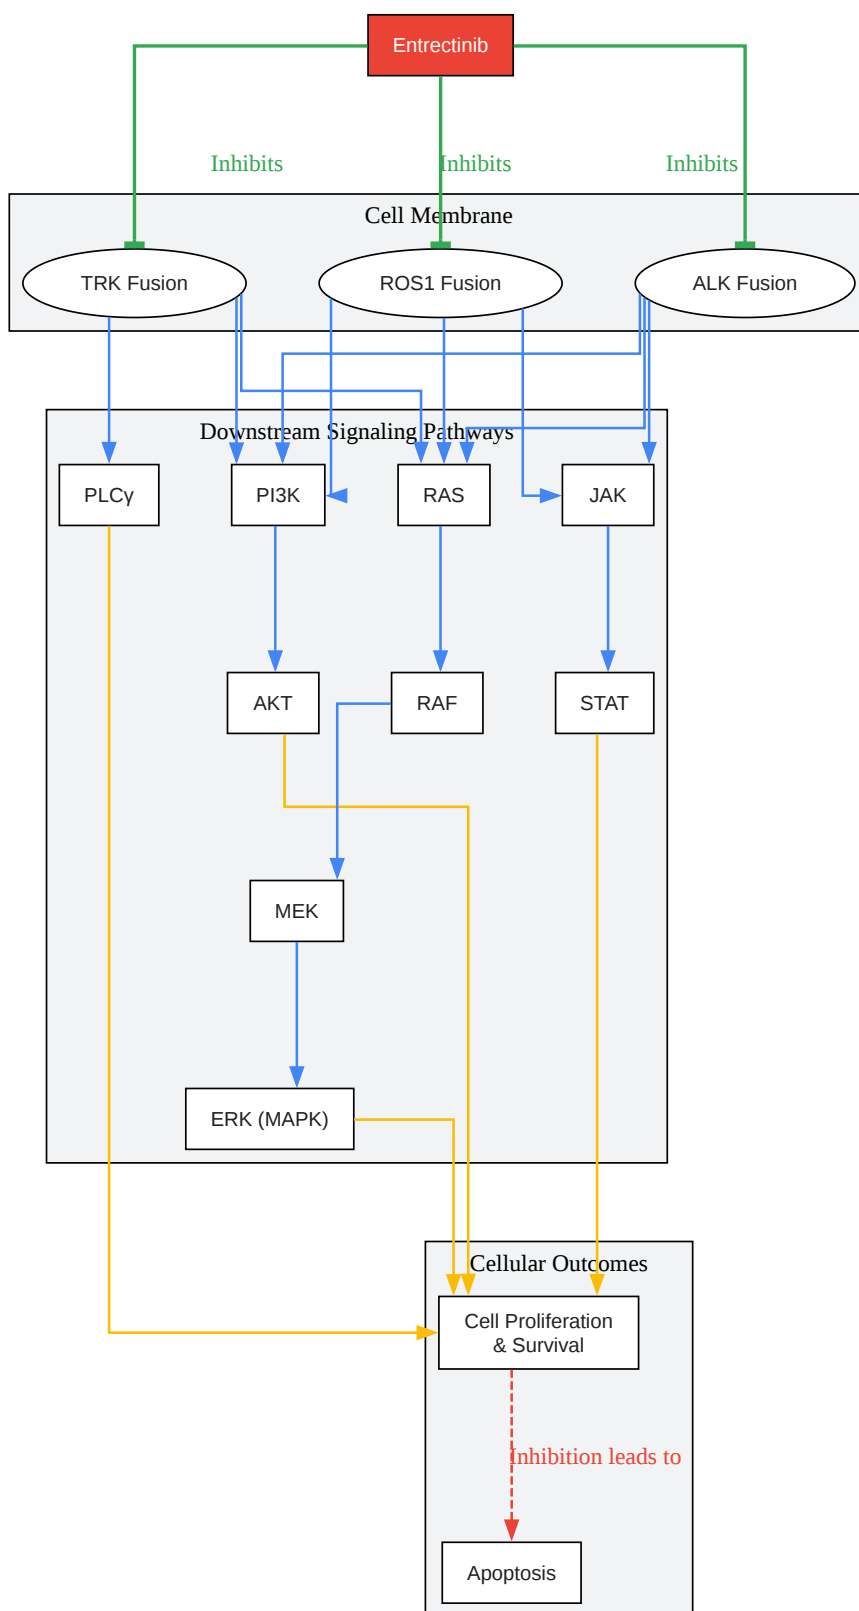 Entrectinib
Inhibits
Inhibits
Inhibits
Cell Membrane
TRK Fusion
ROS1 Fusion
ALK Fusion
Downstream Signaling Pathways
PLCγ
PI3K
RAS
JAK
AKT
RAF
STAT
MEK
ERK (MAPK)
Cellular Outcomes
Cell Proliferation
& Survival
Inhibition leads to
Apoptosis